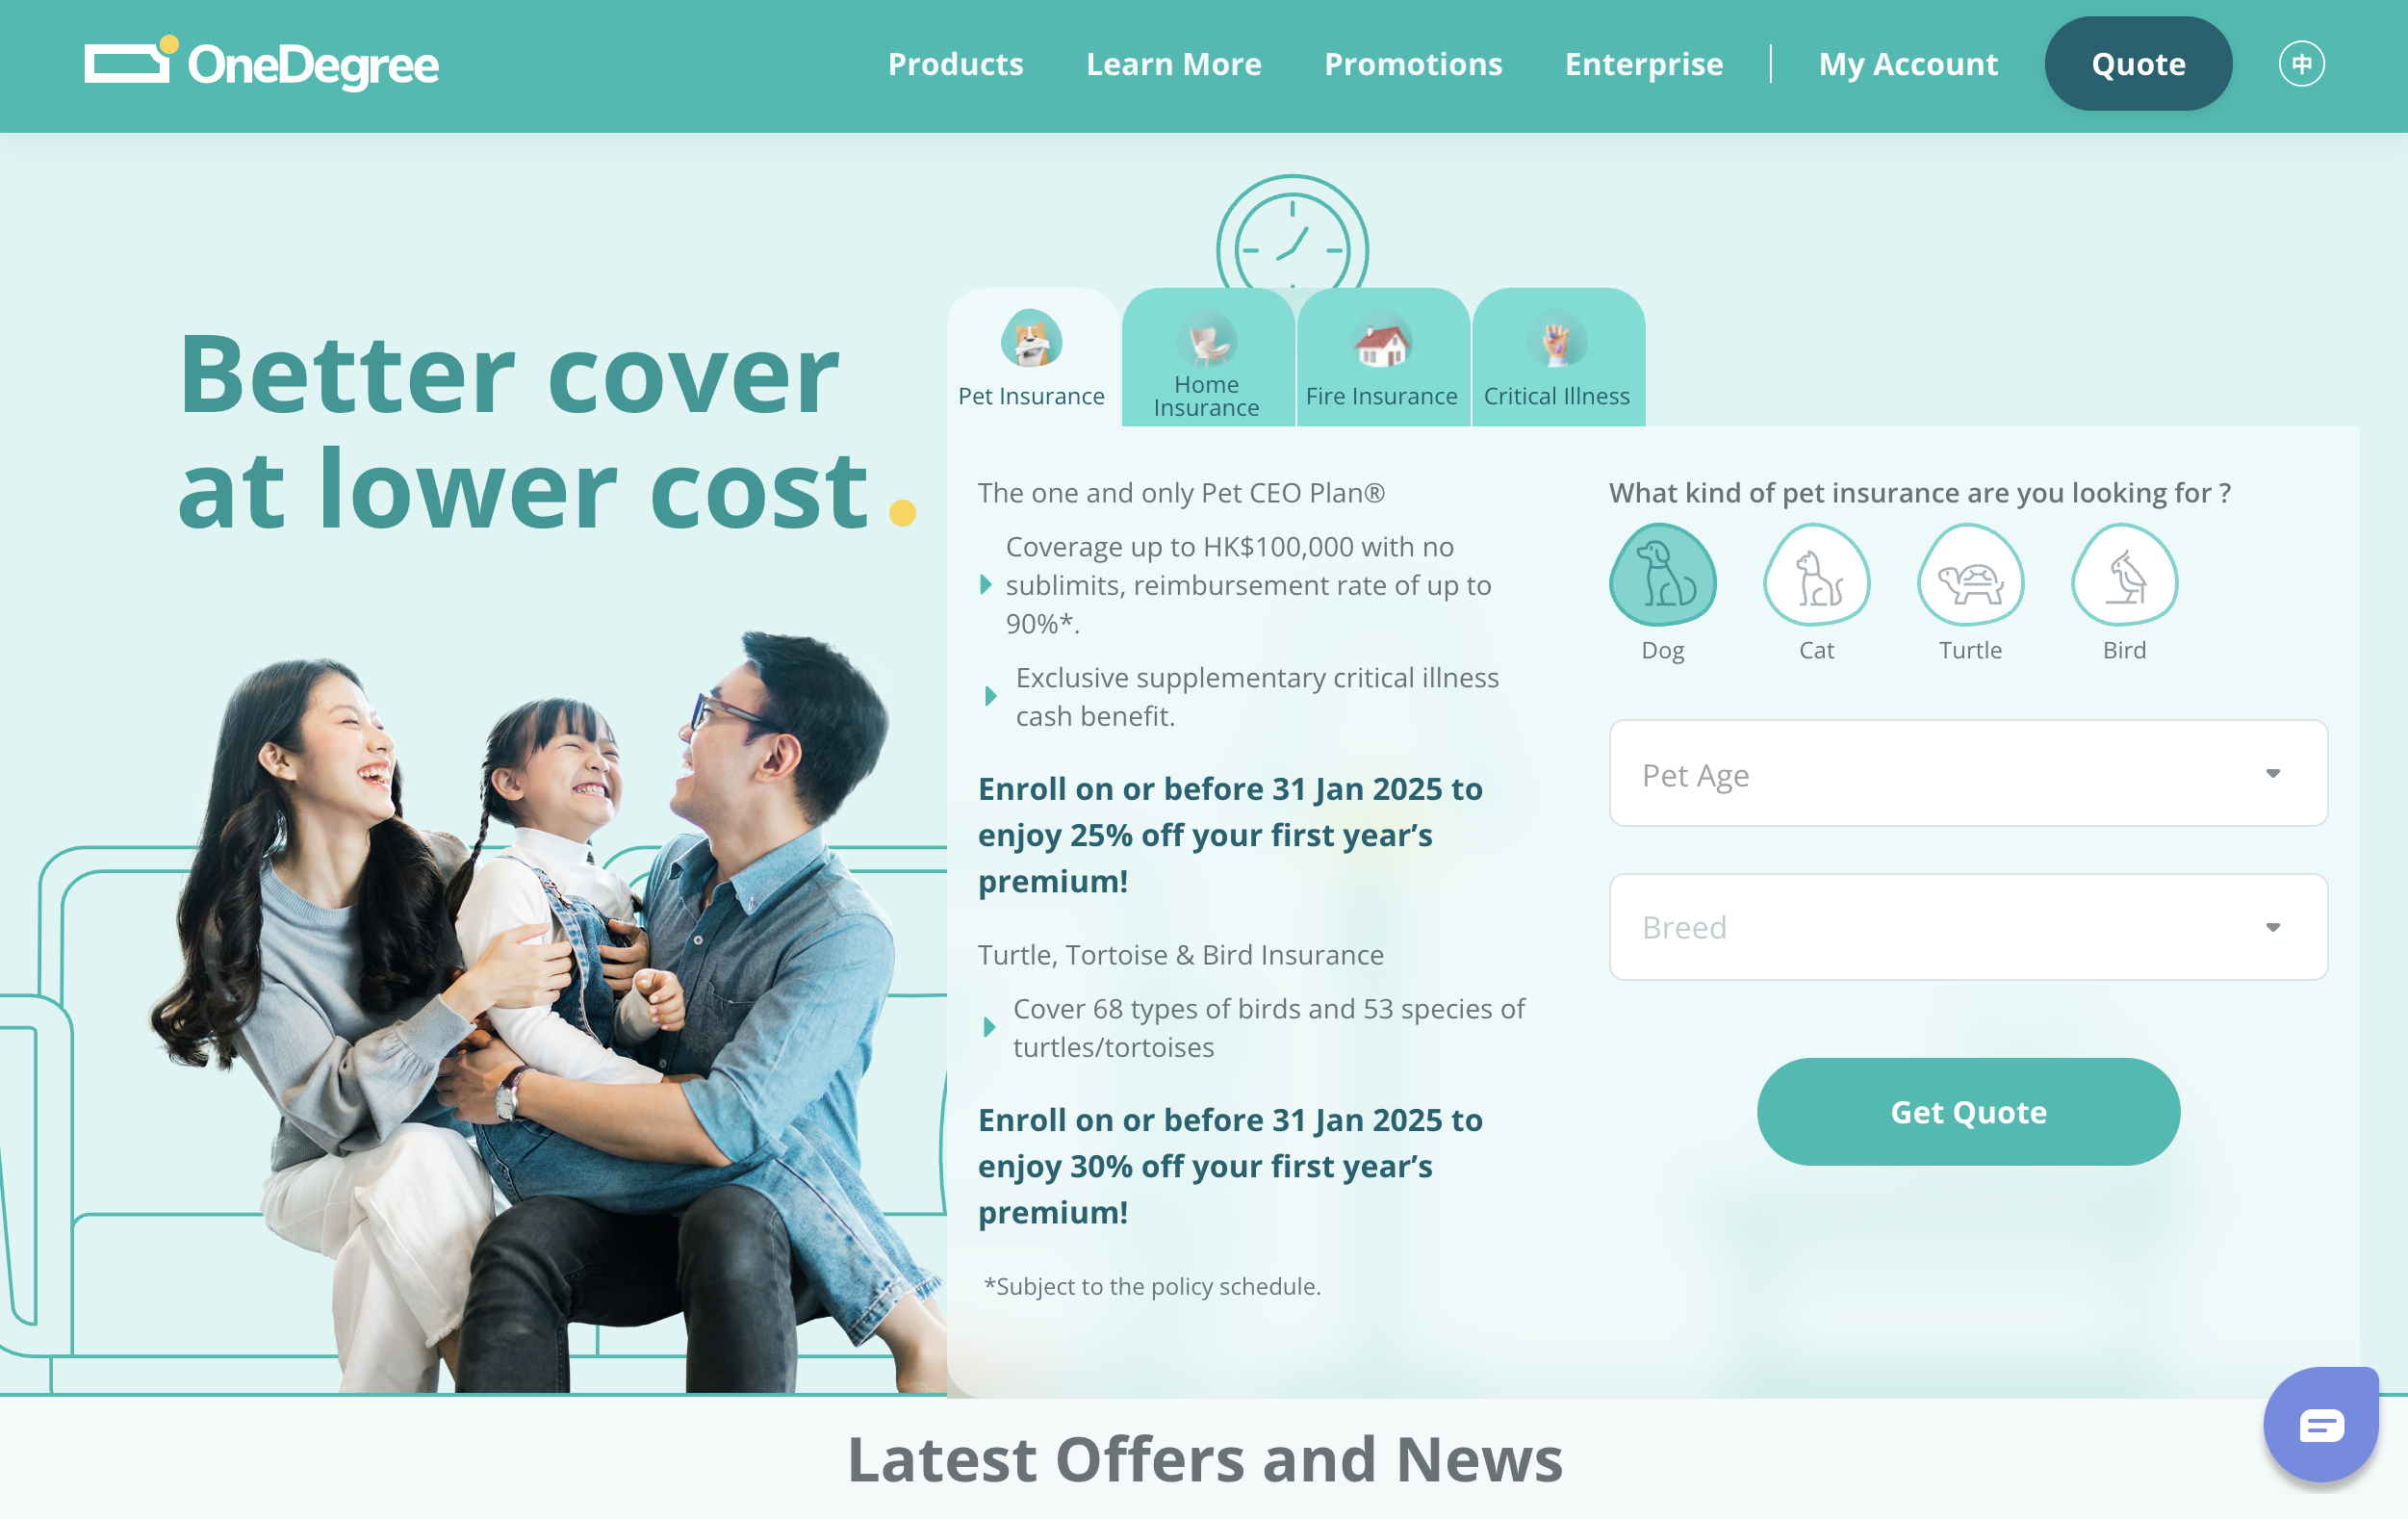 OneDegree
Products
Learn More
Promotions
Enterprise
My Account
Quote
中
Better cover
at lower cost.
Pet Insurance
Home
Insurance
Fire Insurance
Critical Illness
The one and only Pet CEO Plan®
Coverage up to HK$100,000 with no
sublimits, reimbursement rate of up to
90%*.
Exclusive supplementary critical illness
cash benefit.
Enroll on or before 31 Jan 2025 to
enjoy 25% off your first year’s
premium!
Turtle, Tortoise & Bird Insurance
Cover 68 types of birds and 53 species of
turtles/tortoises
Enroll on or before 31 Jan 2025 to
enjoy 30% off your first year’s
premium!
*Subject to the policy schedule.
What kind of pet insurance are you looking for ?
Dog
Cat
Turtle
Bird
Pet Age
Breed
Get Quote
Latest Offers and News